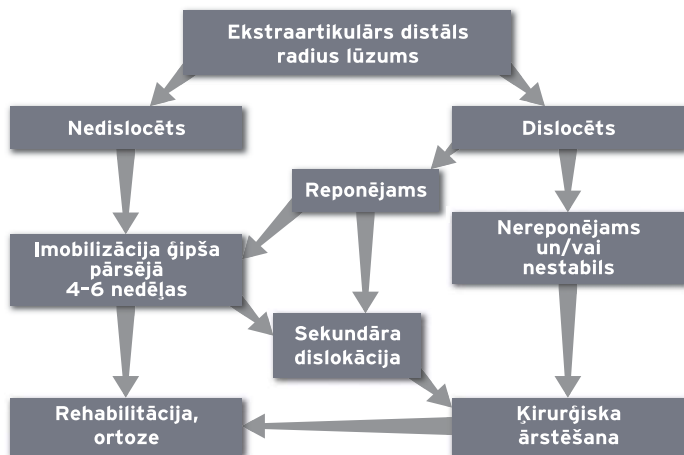 Ekstraartikulārs distāls
radius lūzums
Nedislocēts
Dislocēts
Reponējams
Imobilizācija ģipša
pārsējā
4–6 nedēļas
Nereponējams
un/vai
nestabils
Sekundāra
dislokācija
Rehabilitācija,
ortoze
Ķirurģiska
ārstēšana